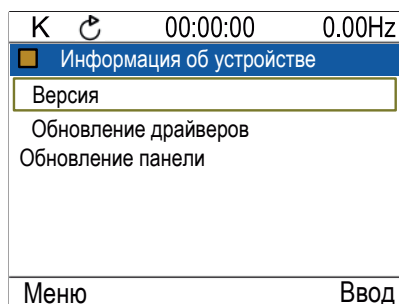 K 00:00:00 0.00Hz
Информация об устройстве
Версия
Обновление драйверов
Обновление панели
Меню Ввод